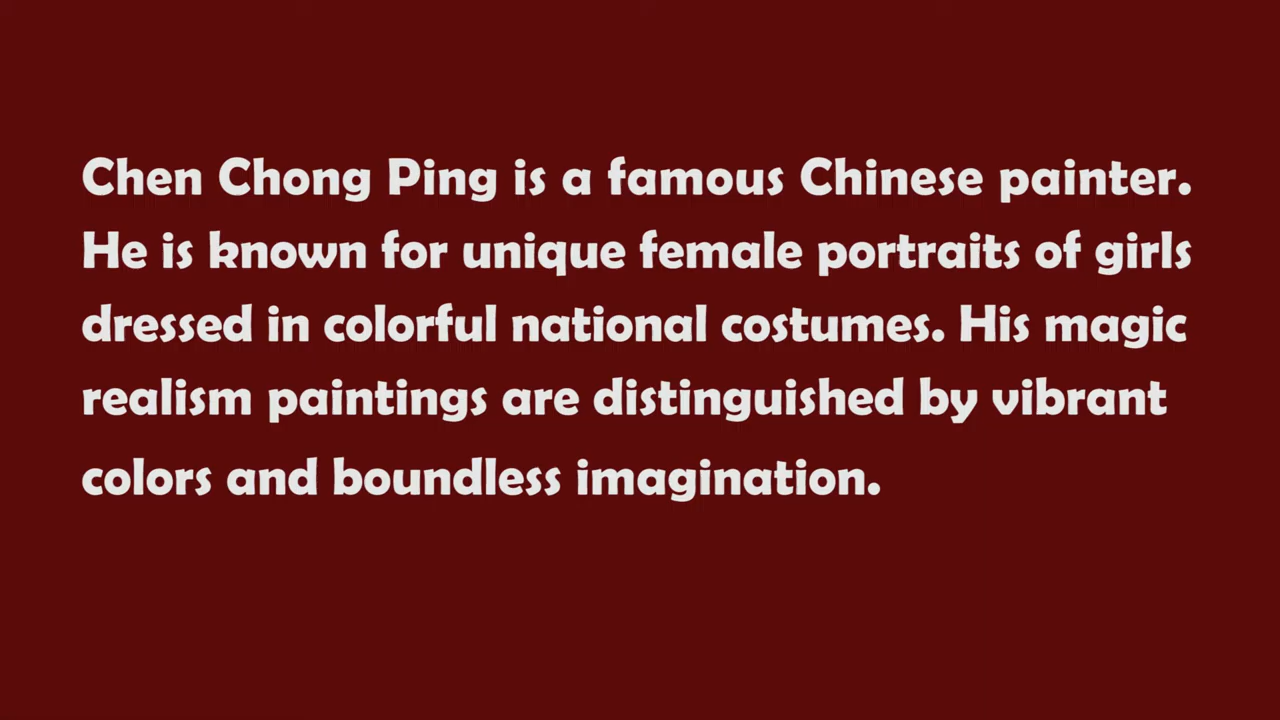 Chen Chong Ping is a famous Chinese painter.
He is known for unique female portraits of girls
dressed in colorful national costumes. His magic
realism paintings are distinguished by vibrant
colors and boundless imagination.